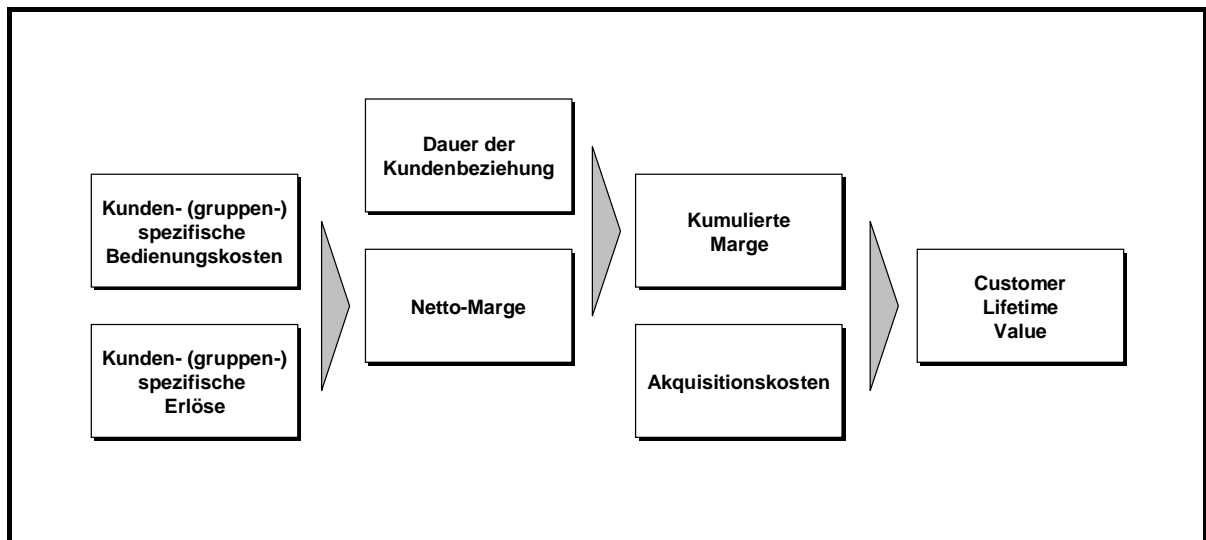 Kunden- (gruppen-)
spezifische
Bedienungskosten
Kunden- (gruppen-)
spezifische
Erlöse
Dauer der
Kundenbeziehung
Netto-Marge
Kumulierte
Marge
Akquisitionskosten
Customer
Lifetime
Value